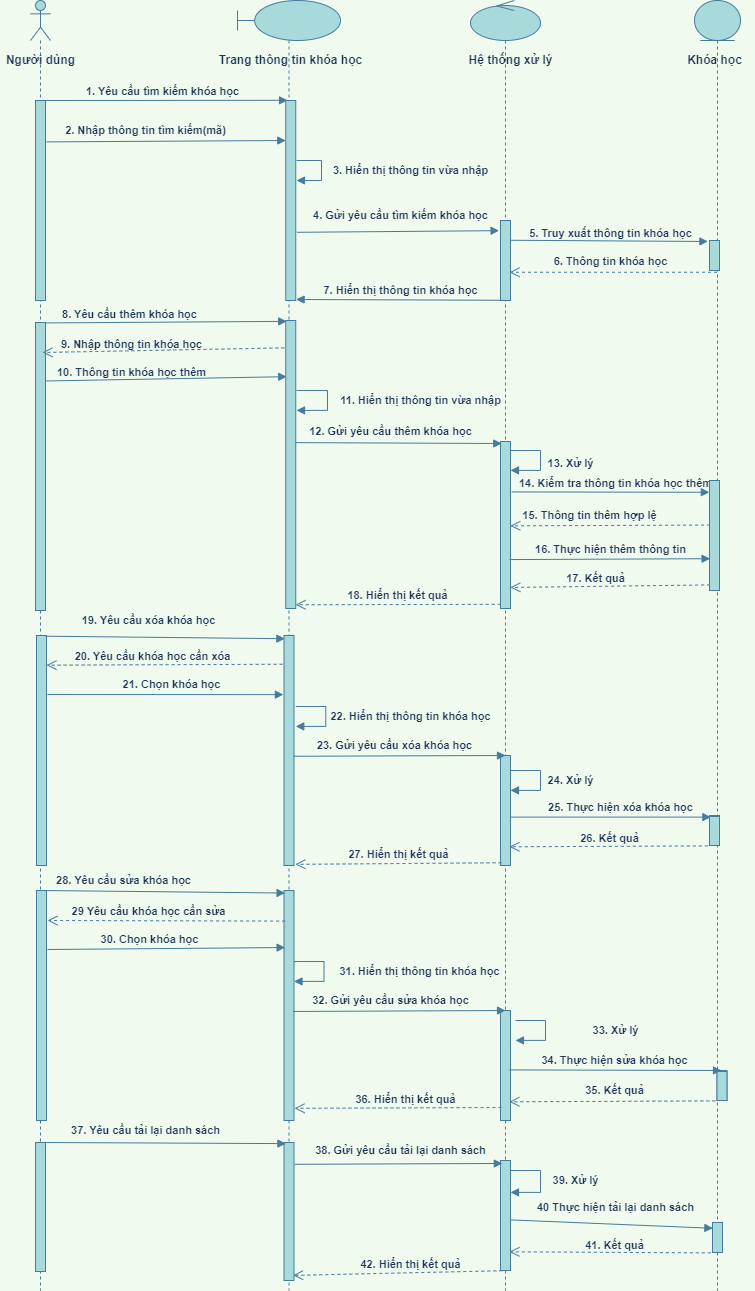 Người dùng
Trang thông tin khóa học
Hệ thống xử lý
Khóa học
1. Yêu cầu tìm kiếm khóa học
2. Nhập thông tin tìm kiếm(mã)
3. Hiển thị thông tin vừa nhập
4. Gửi yêu cầu tìm kiếm khóa học
5. Truy xuất thông tin khóa học
6. Thông tin khóa học
7. Hiển thị thông tin khóa học
8. Yêu cầu thêm khóa học
9. Nhập thông tin khóa học
10. Thông tin khóa học thêm
11. Hiển thị thông tin vừa nhập
12. Gửi yêu cầu thêm khóa học
13. Xử lý
14. Kiểm tra thông tin khóa học thêm
15. Thông tin thêm hợp lệ
16. Thực hiện thêm thông tin
17. Kết quả
18. Hiển thị kết quả
19. Yêu cầu xóa khóa học
20. Yêu cầu khóa học cần xóa
21. Chọn khóa học
22. Hiển thị thông tin khóa học
23. Gửi yêu cầu xóa khóa học
24. Xử lý
25. Thực hiện xóa khóa học
26. Kết quả
27. Hiển thị kết quả
28. Yêu cầu sửa khóa học
29 Yêu cầu khóa học cần sửa
30. Chọn khóa học
31. Hiển thị thông tin khóa học
32. Gửi yêu cầu sửa khóa học
33. Xử lý
34. Thực hiện sửa khóa học
35. Kết quả
36. Hiển thị kết quả
37. Yêu cầu tải lại danh sách
38. Gửi yêu cầu tải lại danh sách
39. Xử lý
40 Thực hiện tải lại danh sách
41. Kết quả
42. Hiển thị kết quả